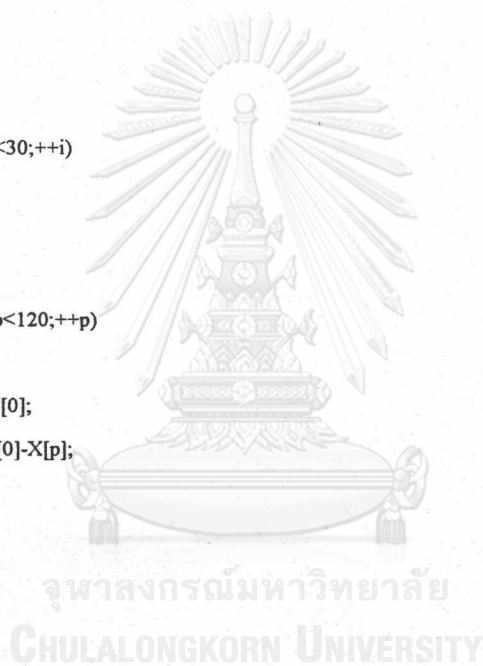 <30;++i)
<120;++p)
[0];
[0]-X[p];
จุฬาลงกรณ์มหาวิทยาลัย
CHULALONGKORN UNIVERSITY